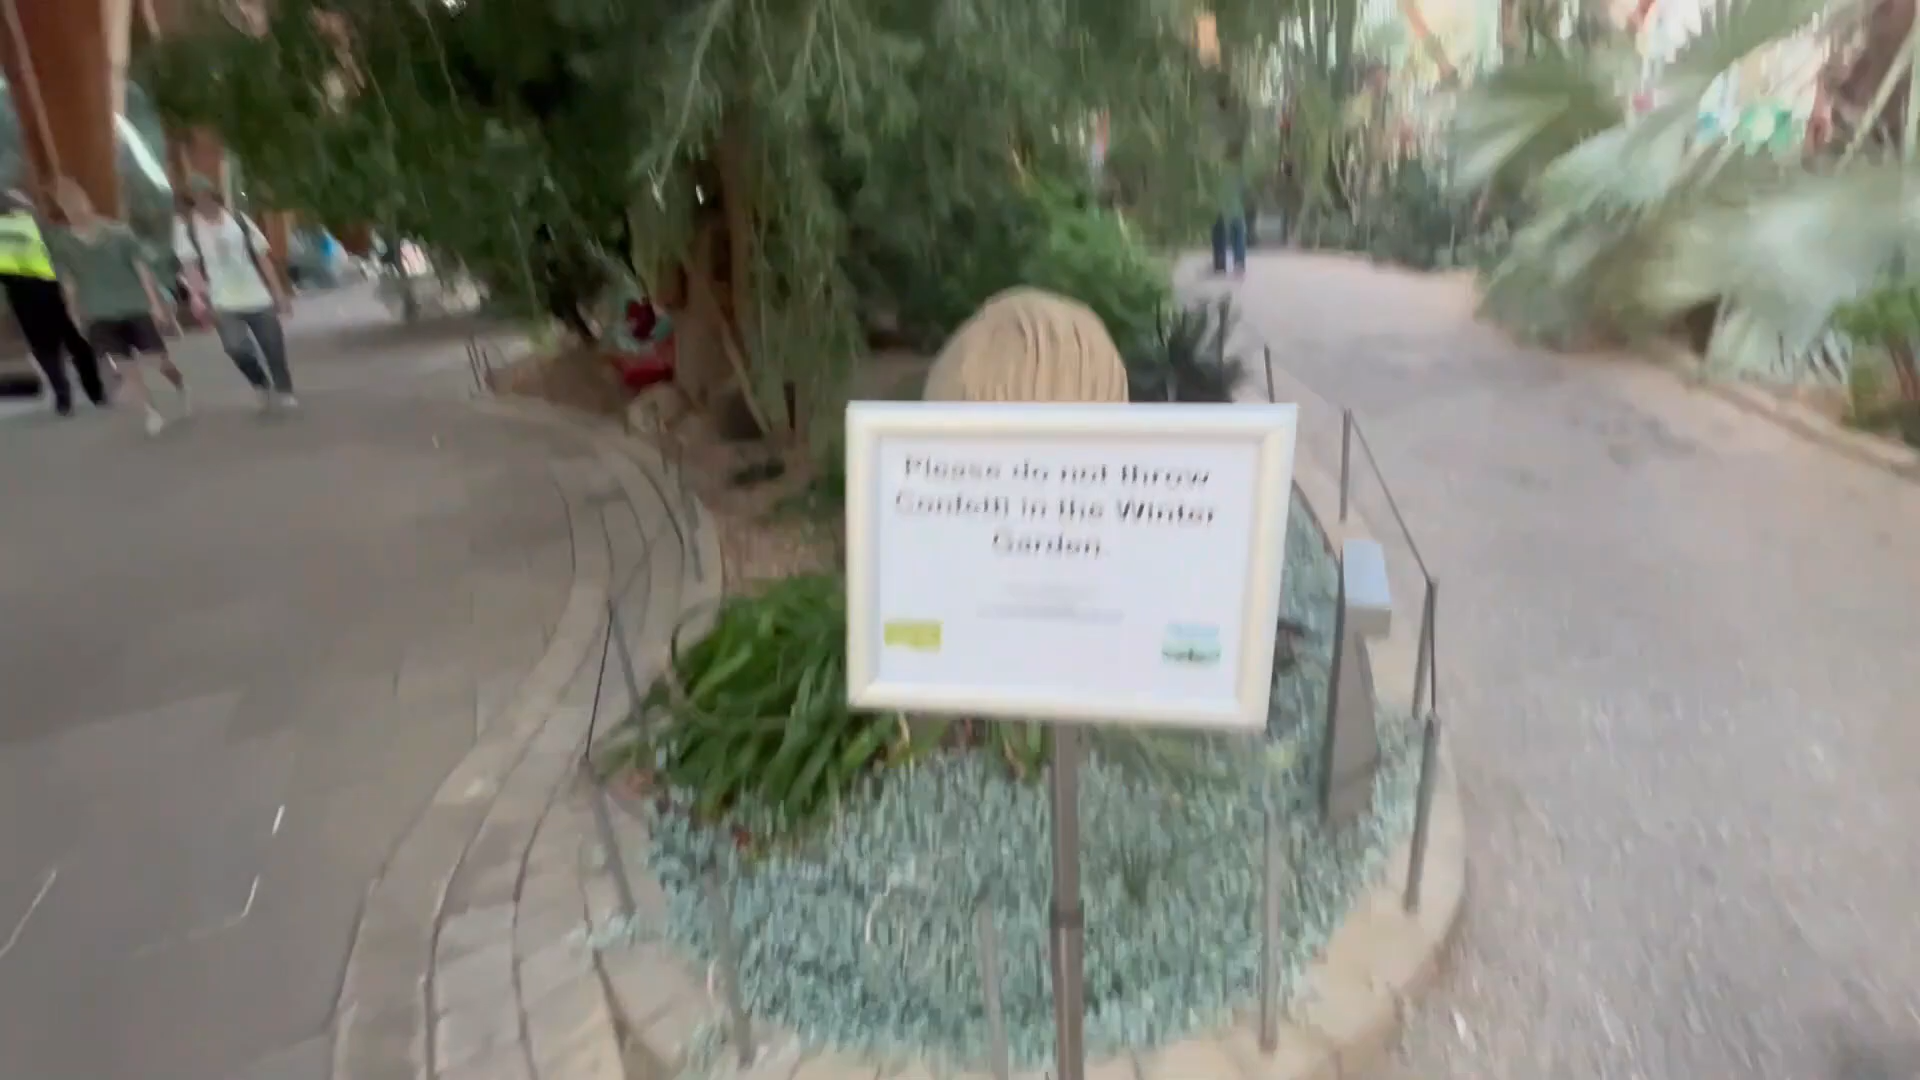 Please do not throw
Confetti in the Winter
Garden.